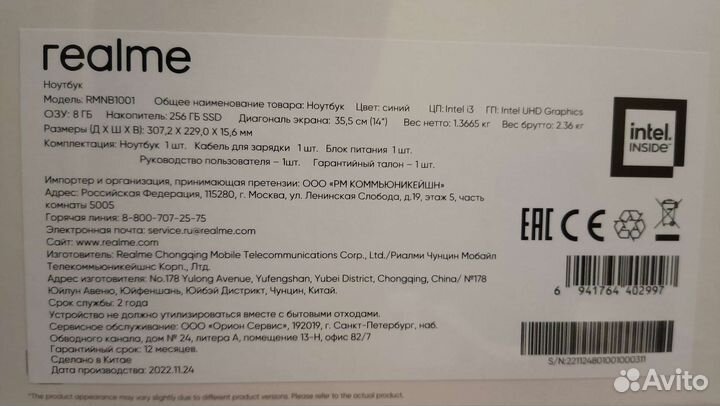 realme
Ноутбук
Модель: RMNB1001 Общее наименование товара: Ноутбук Цвет: синий ЦП: Intel i3 ГП: Intel UHD Graphics
ОЗУ: 8 ГБ Накопитель: 256 ГБ SSD Диагональ экрана: 35,5 см (14") Вес нетто: 1.3665 кг Вес брутто: 2.36 кг
Размеры (Д X Ш X В): 307,2 X 229,0 X 15,6 мм
Комплектация: Ноутбук 1 шт. Кабель для зарядки 1 шт. Блок питания 1 шт.
Руководство пользователя – 1шт. Гарантийный талон – 1 шт.
intel.
INSIDE™
Импортер и организация, принимающая претензии: ООО «РМ КОММЬЮНИКЕЙШН»
Адрес: Российская Федерация, 115280, г. Москва, ул. Ленинская Слобода, д.19, этаж 5, часть
комнаты 5005
Горячая линия: 8-800-707-25-75
Электронная почта: service.ru@realme.com
Сайт: www.realme.com
Изготовитель: Realme Chongqing Mobile Telecommunications Corp., Ltd./Риалми Чунцин Мобайл
Телекоммьюникейшнс Корп., Лтд.
Адрес изготовителя: No.178 Yulong Avenue, Yufengshan, Yubei District, Chongqing, China/ №178
Юйлун Авеню, Юйфеншань, Юйбэй Дистрикт, Чунцин, Китай.
Срок службы: 2 года
Устройство не должно утилизироваться вместе с бытовыми отходами.
Сервисное обслуживание: ООО «Орион Сервис», 192019, г. Санкт-Петербург, наб.
Обводного канала, дом № 24, литера А, помещение 13-Н, офис 82/7
Гарантийный срок: 12 месяцев.
Сделано в Китае
Дата производства: 2022.11.24
EAC CE
6 941764 402997
S/N:221124801001000311
*The product appearance may vary slightly due to different product versions. Please refer to the actual product.
Avito